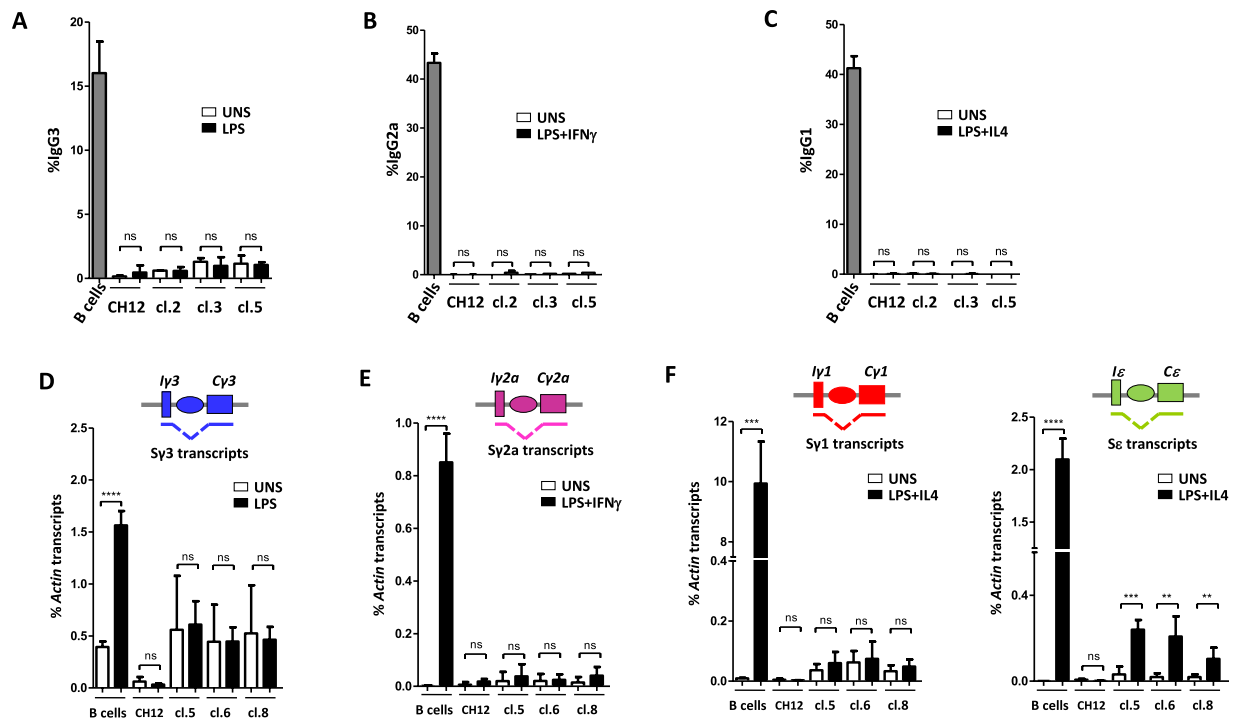 A
%IgG3
20
15
10
5
0
UNS
LPS
ns
ns
ns
ns
B cells
CH12
cl.2
cl.3
cl.5
B
%IgG2a
50
40
30
20
10
0
UNS
LPS+IFNγ
ns
ns
ns
ns
B cells
CH12
cl.2
cl.3
cl.5
C
%IgG1
50
40
30
20
10
0
UNS
LPS+IL4
ns
ns
ns
ns
B cells
CH12
cl.2
cl.3
cl.5
D
Iγ3 Cγ3
Sγ3 transcripts
% Actin transcripts
2.5
2.0
1.5
1.0
0.5
0.0
UNS
LPS
****
ns
ns
ns
ns
B cells
CH12
cl.5
cl.6
cl.8
E
Iγ2a Cγ2a
Sγ2a transcripts
% Actin transcripts
1.0
0.8
0.6
0.4
0.2
0.0
UNS
LPS+IFNγ
****
ns
ns
ns
ns
B cells
CH12
cl.5
cl.6
cl.8
F
Iγ1 Cγ1
Sγ1 transcripts
% Actin transcripts
12
10
8
0.4
0.2
0.0
UNS
LPS+IL4
***
ns
ns
ns
ns
B cells
CH12
cl.5
cl.6
cl.8
Iε Cε
Sε transcripts
% Actin transcripts
2.5
2.0
1.5
0.4
0.2
0.0
UNS
LPS+IL4
****
ns
***
**
**
B cells
CH12
cl.5
cl.6
cl.8